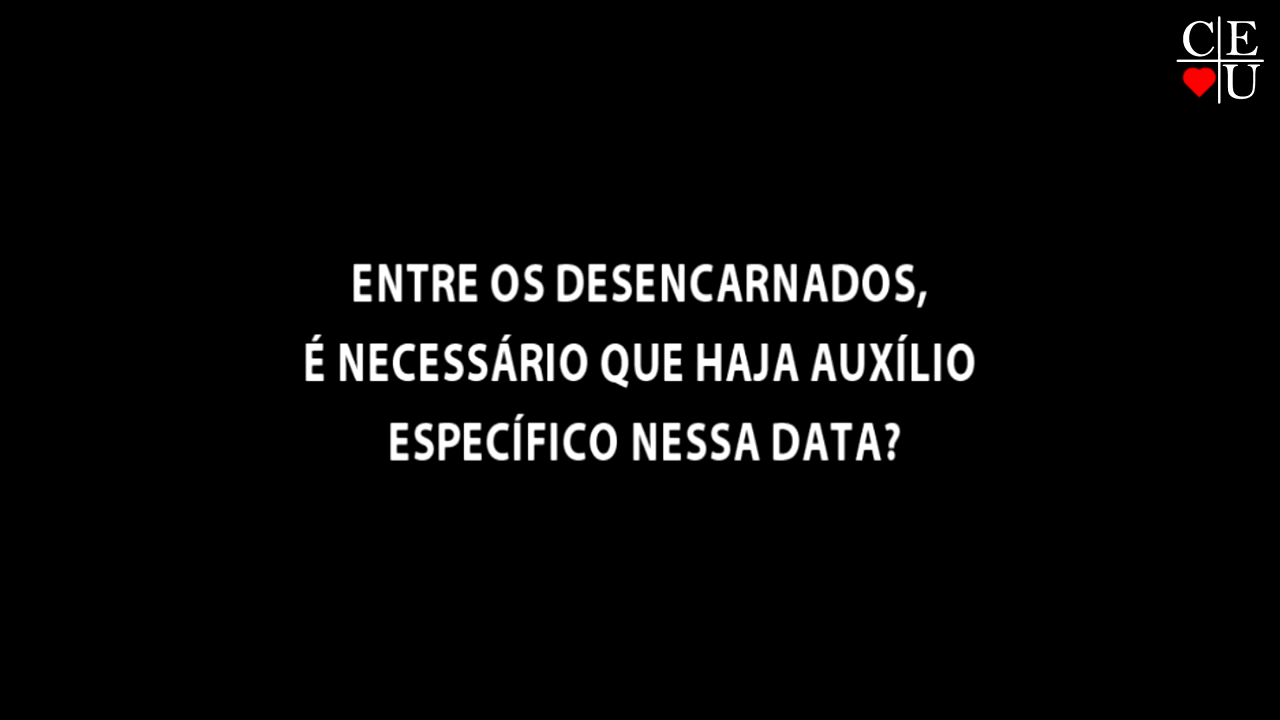 C E
U
ENTRE OS DESENCARNADOS,
É NECESSÁRIO QUE HAJA AUXÍLIO
ESPECÍFICO NESSA DATA?